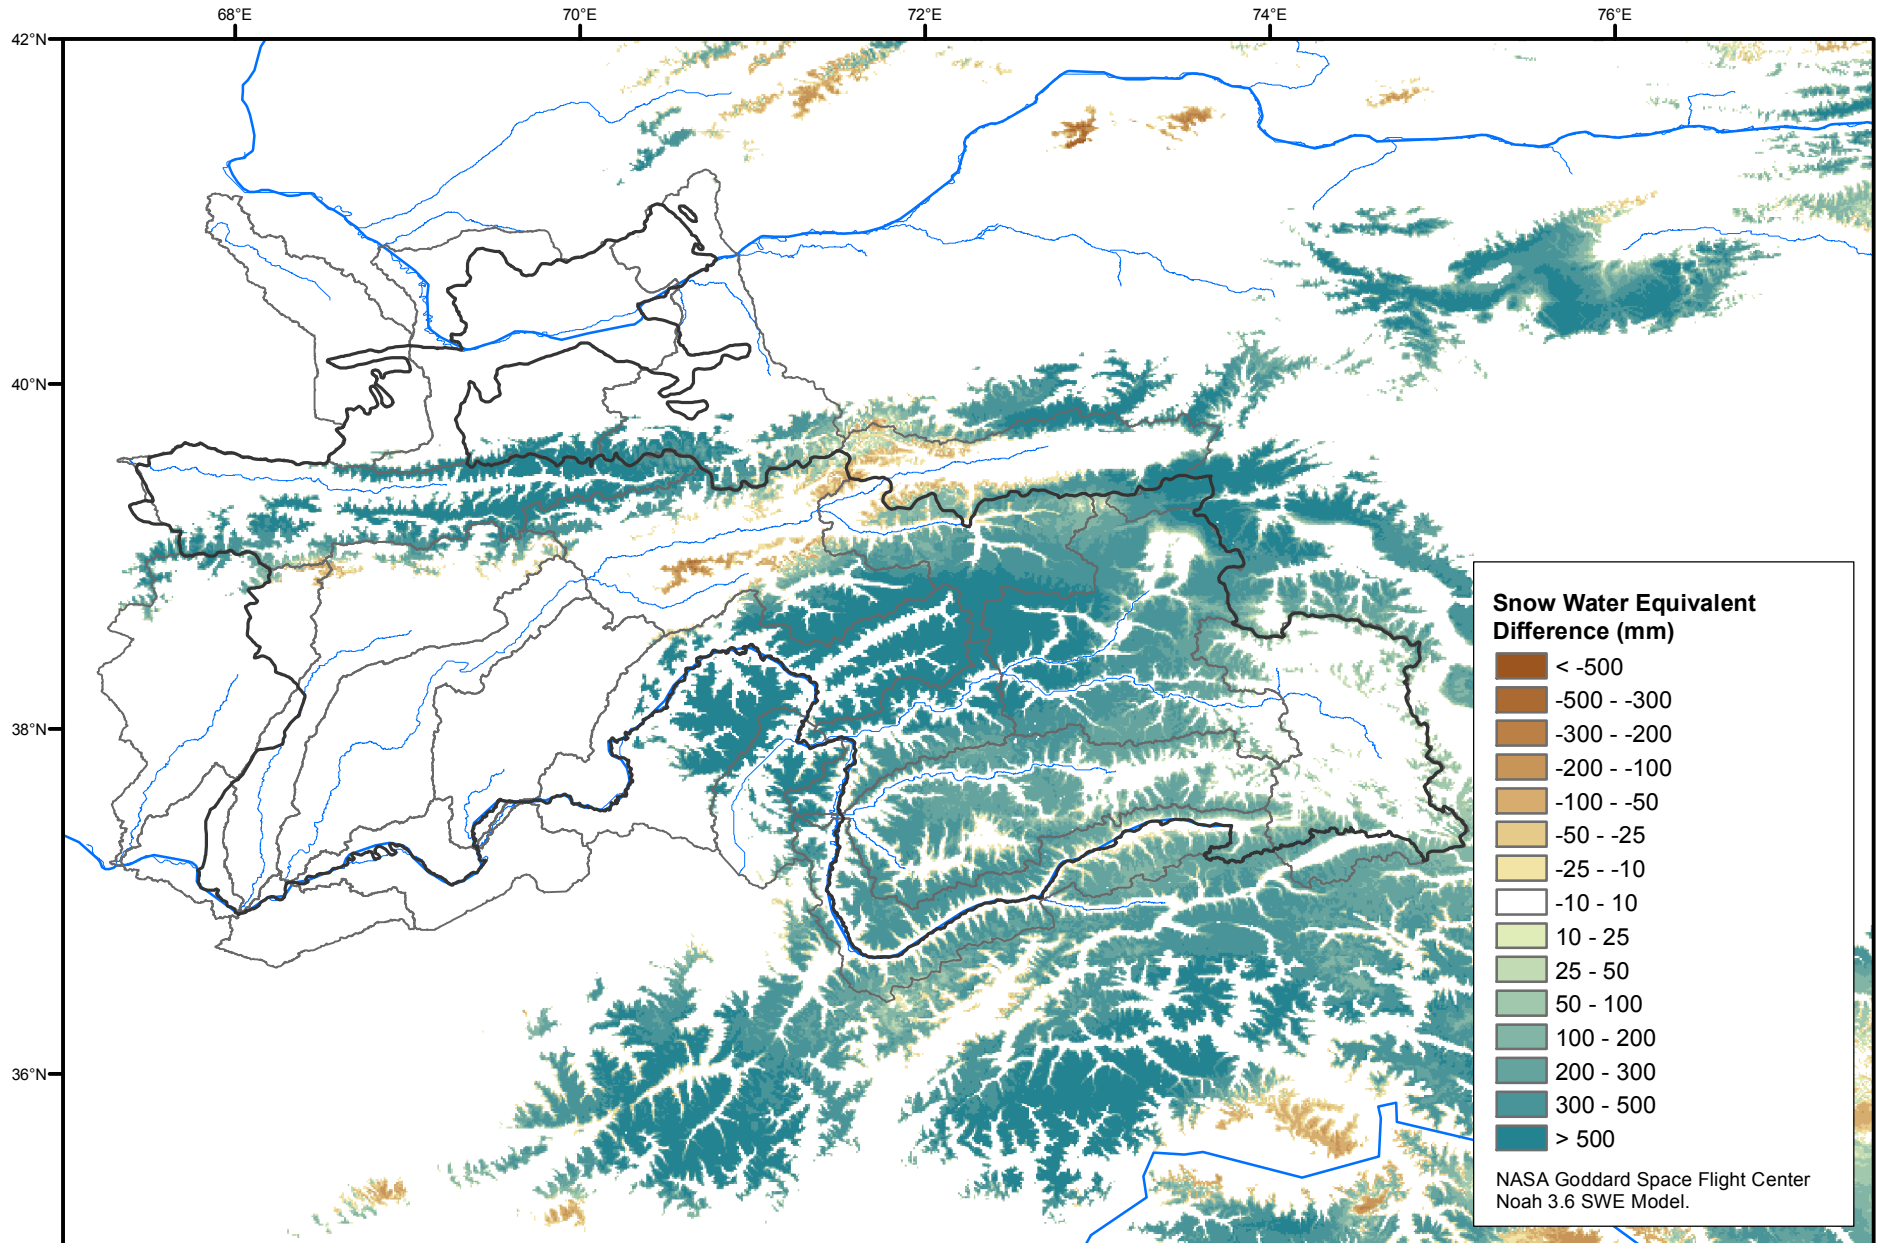 68°E
70°E
72°E
74°E
76°E
42°N
40°N
38°N
36°N
Snow Water Equivalent
Difference (mm)
< -500
-500 - -300
-300 - -200
-200 - -100
-100 - -50
-50 - -25
-25 - -10
-10 - 10
10 - 25
25 - 50
50 - 100
100 - 200
200 - 300
300 - 500
> 500
NASA Goddard Space Flight Center
Noah 3.6 SWE Model.